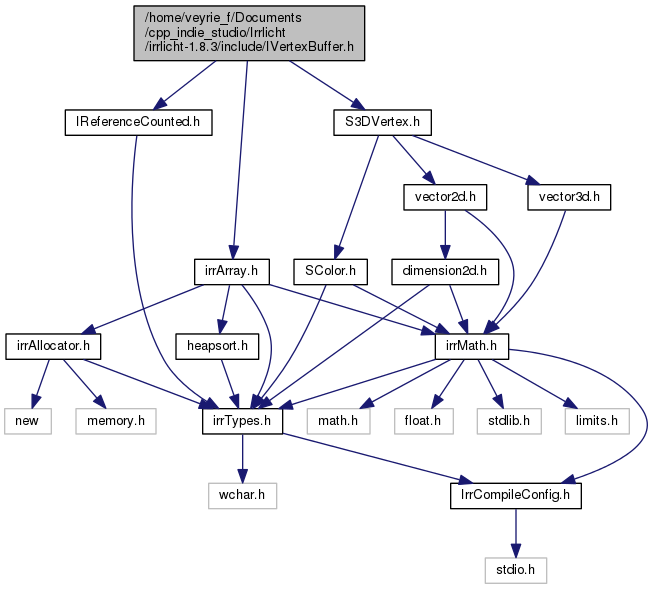 /home/veyrie_f/Documents
/cpp_indie_studio/Irrlicht
/irrlicht-1.8.3/include/IVertexBuffer.h
IReferenceCounted.h
S3DVertex.h
vector2d.h
vector3d.h
irrArray.h
SColor.h
dimension2d.h
irrAllocator.h
heapsort.h
irrMath.h
new
memory.h
irrTypes.h
math.h
float.h
stdlib.h
limits.h
wchar.h
IrrCompileConfig.h
stdio.h